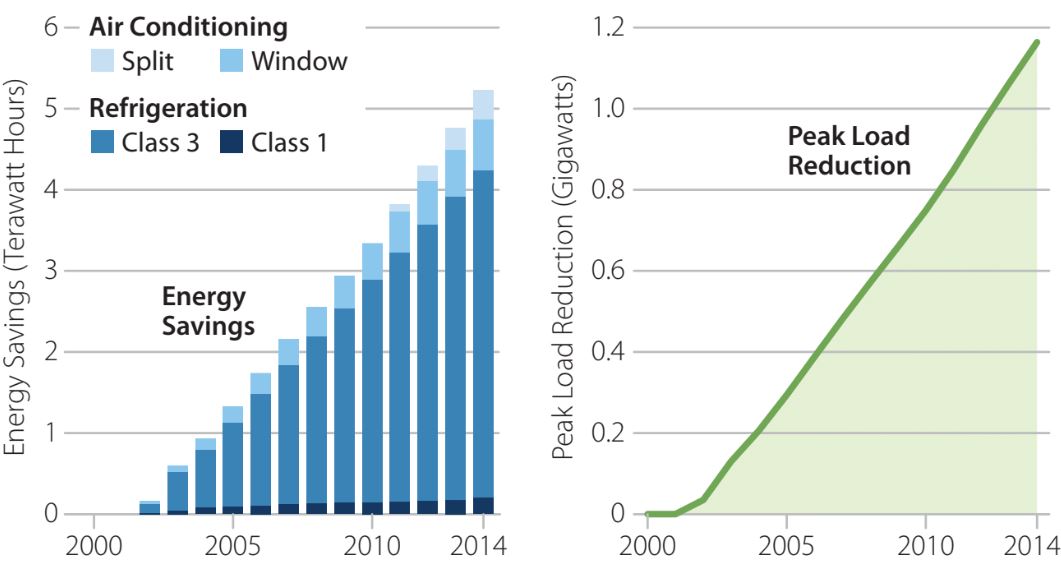 Energy Savings (Terawatt Hours)
6
5
4
3
2
1
0
Air Conditioning
Split Window
Refrigeration
Class 3 Class 1
Energy
Savings
2000 2005 2010 2014
Peak Load Reduction (Gigawatts)
1.2
1.0
0.8
0.6
0.4
0.2
0
Peak Load
Reduction
2000 2005 2010 2014